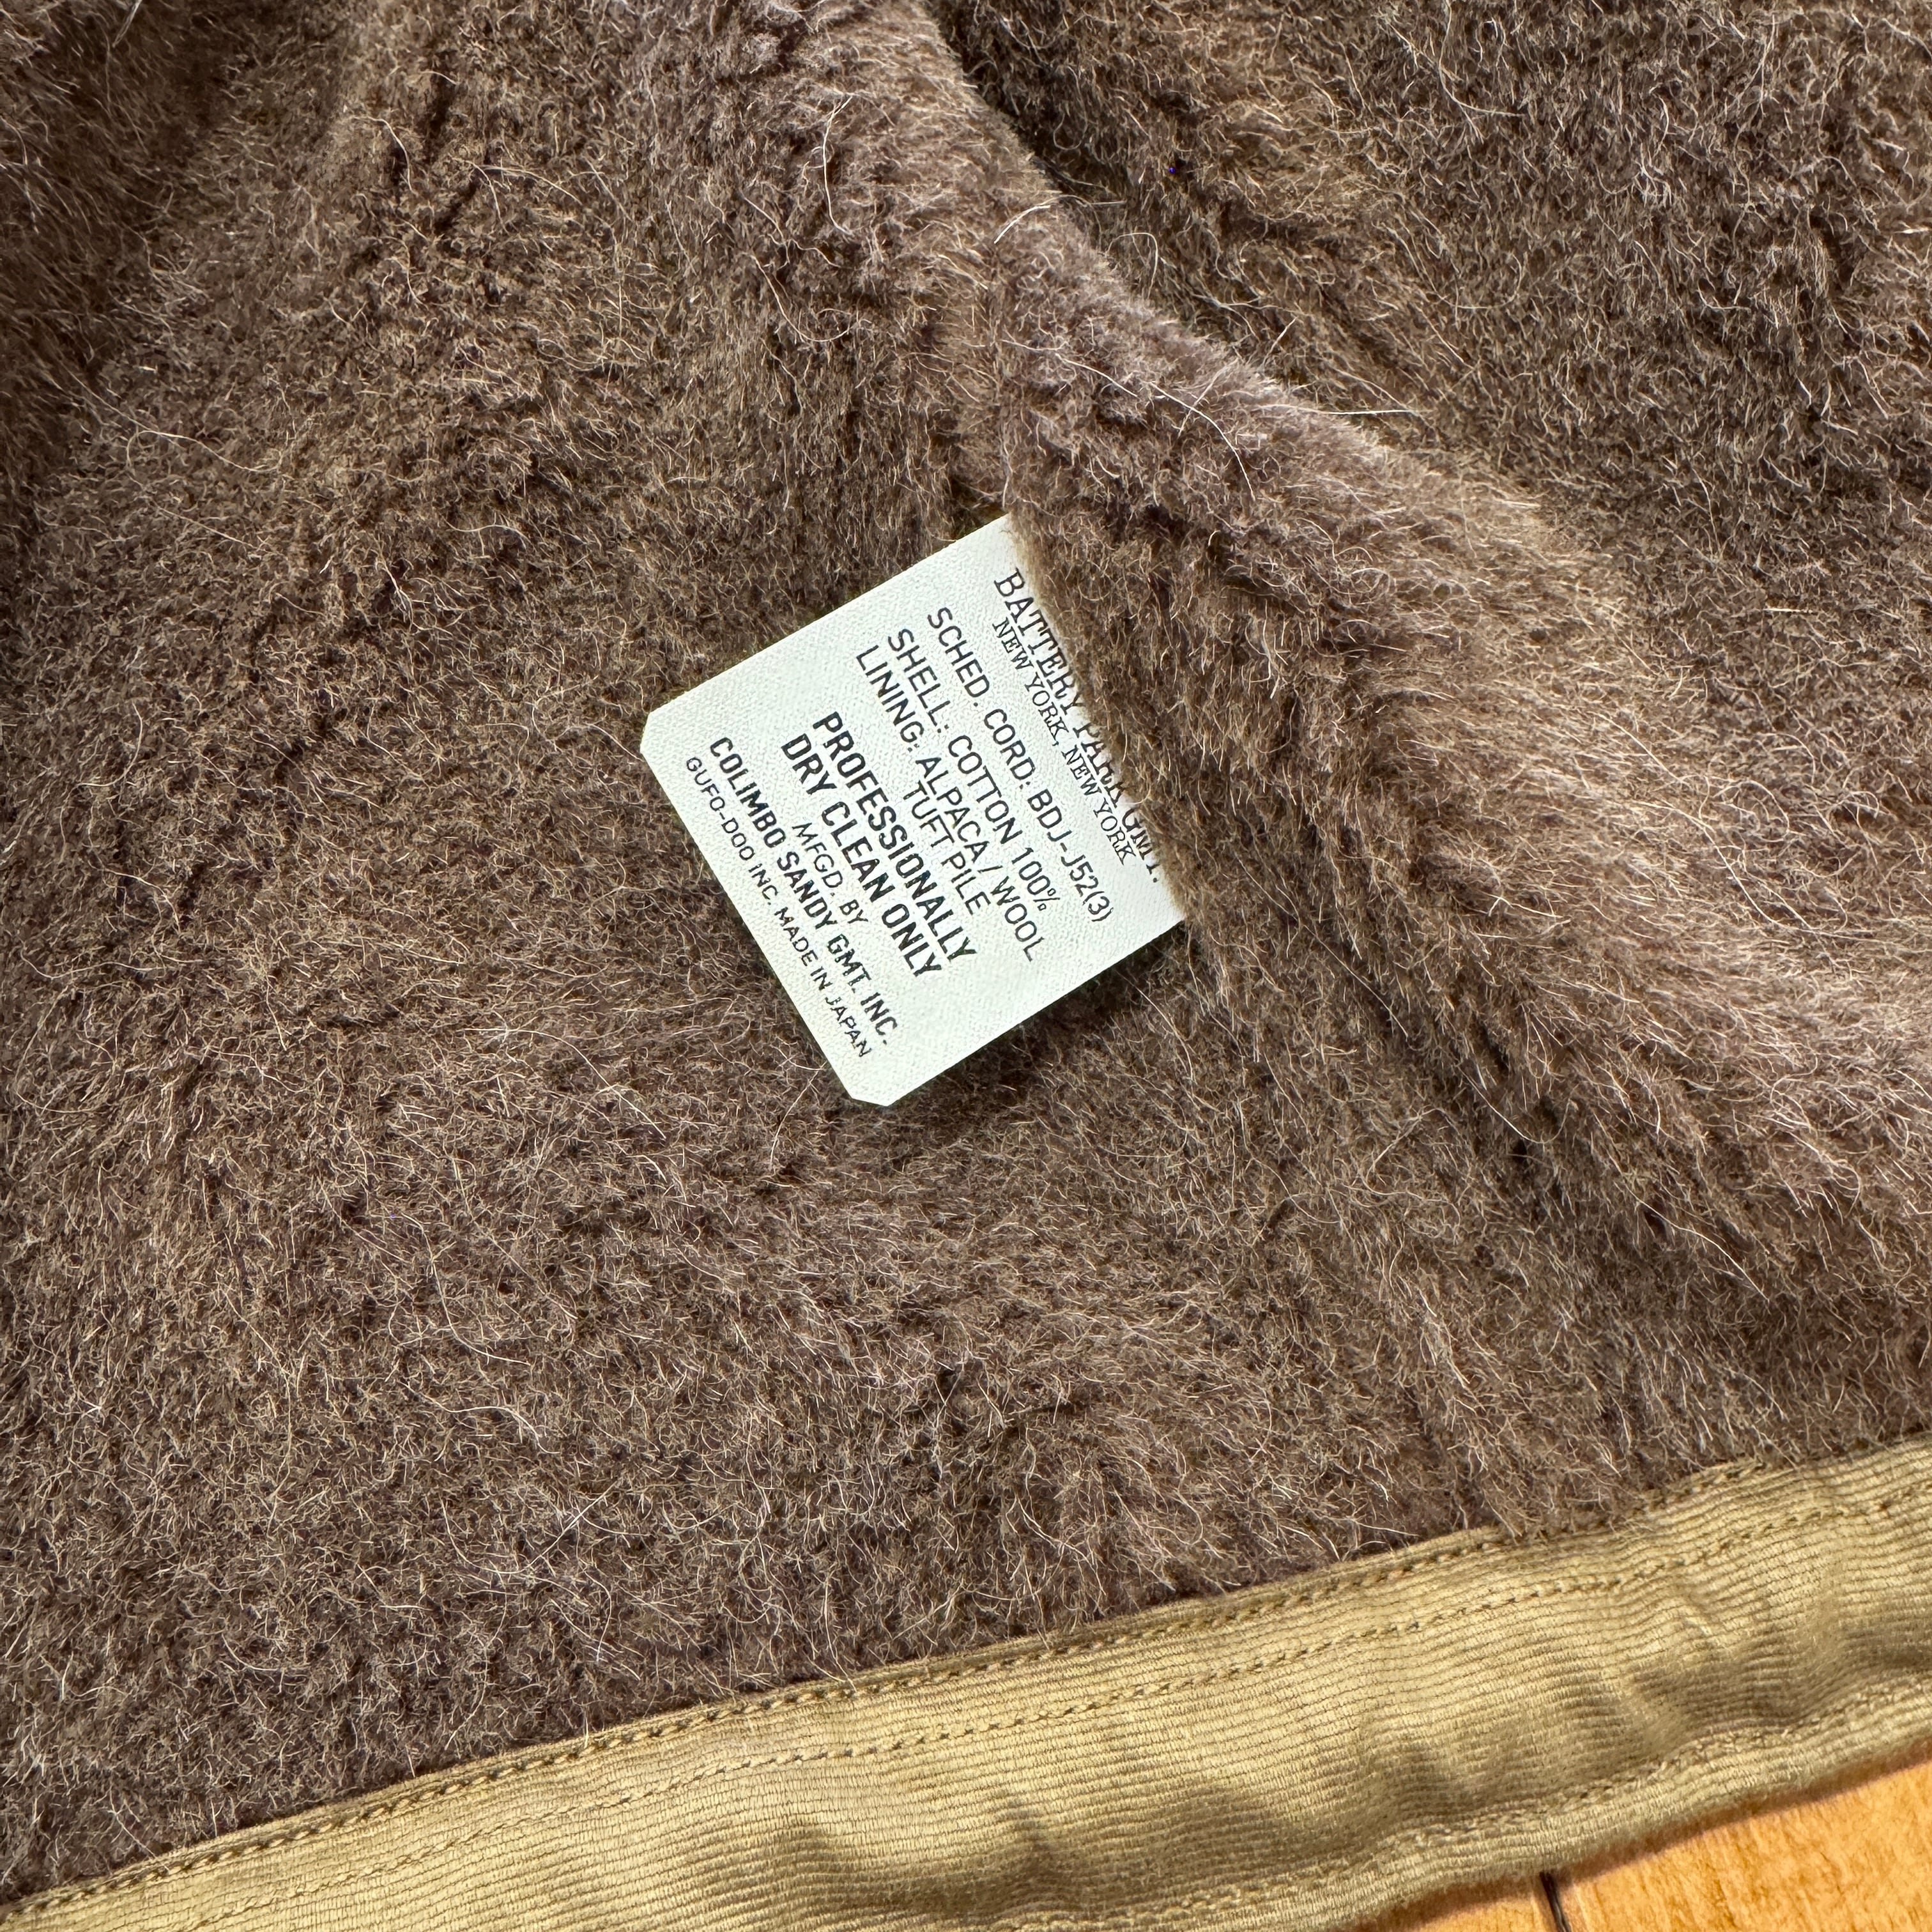 BATTERY PARK GMT.
NEW YORK, NEW YORK
SCHED. CORD: BDJ-J52(3)
SHELL: COTTON 100%
LINING: ALPACA / WOOL
TUFT PILE
PROFESSIONALLY
DRY CLEAN ONLY
MFGD. BY
COLIMBO SANDY GMT. INC.
GUFO-DOO INC. MADE IN JAPAN